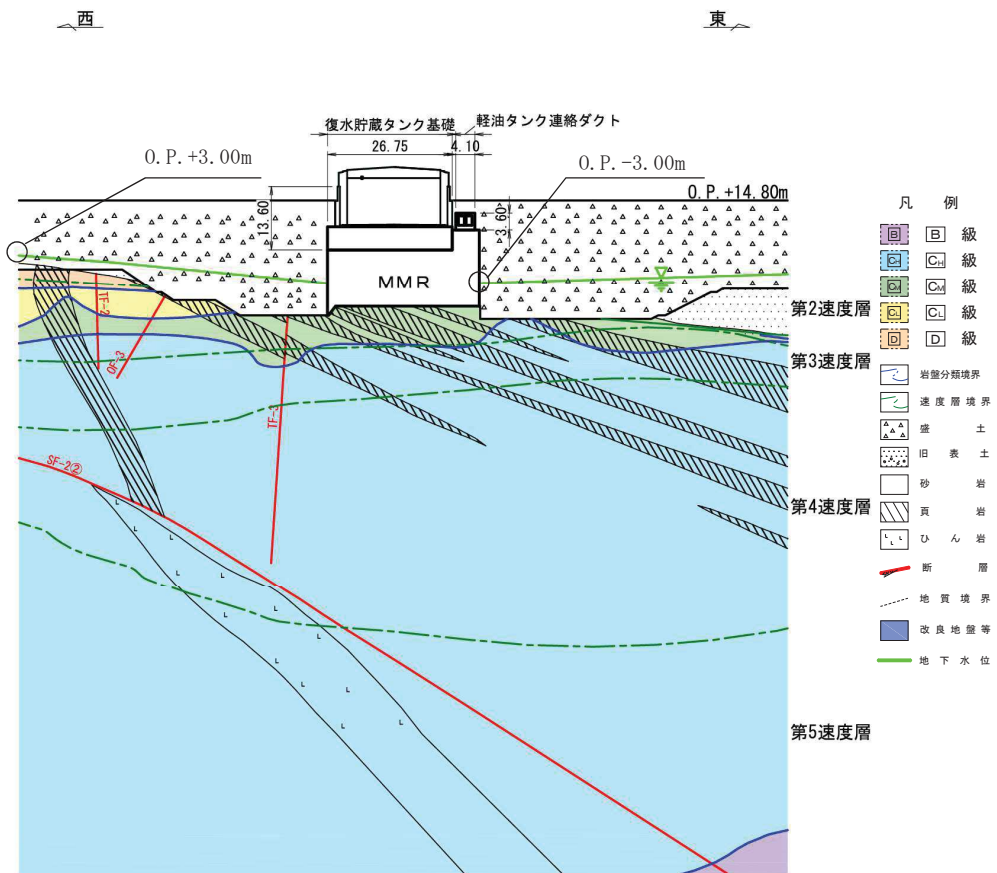 西
東
復水貯蔵タンク基礎
軽油タンク連絡ダクト
26.75
4.10
O.P.+3.00m
O.P.-3.00m
O.P.+14.80m
13.60
3.60
MMR
TF-2
OF-3
TF-3
SF-2(②)
第2速度層
第3速度層
第4速度層
第5速度層
凡 例
B B 級
CH CH 級
CM CM 級
CL CL 級
D D 級
岩盤分類境界
速度層境界
盛 土
旧 表 土
砂 岩
頁 岩
ひ ん 岩
断 層
地 質 境 界
改良地盤等
地 下 水 位